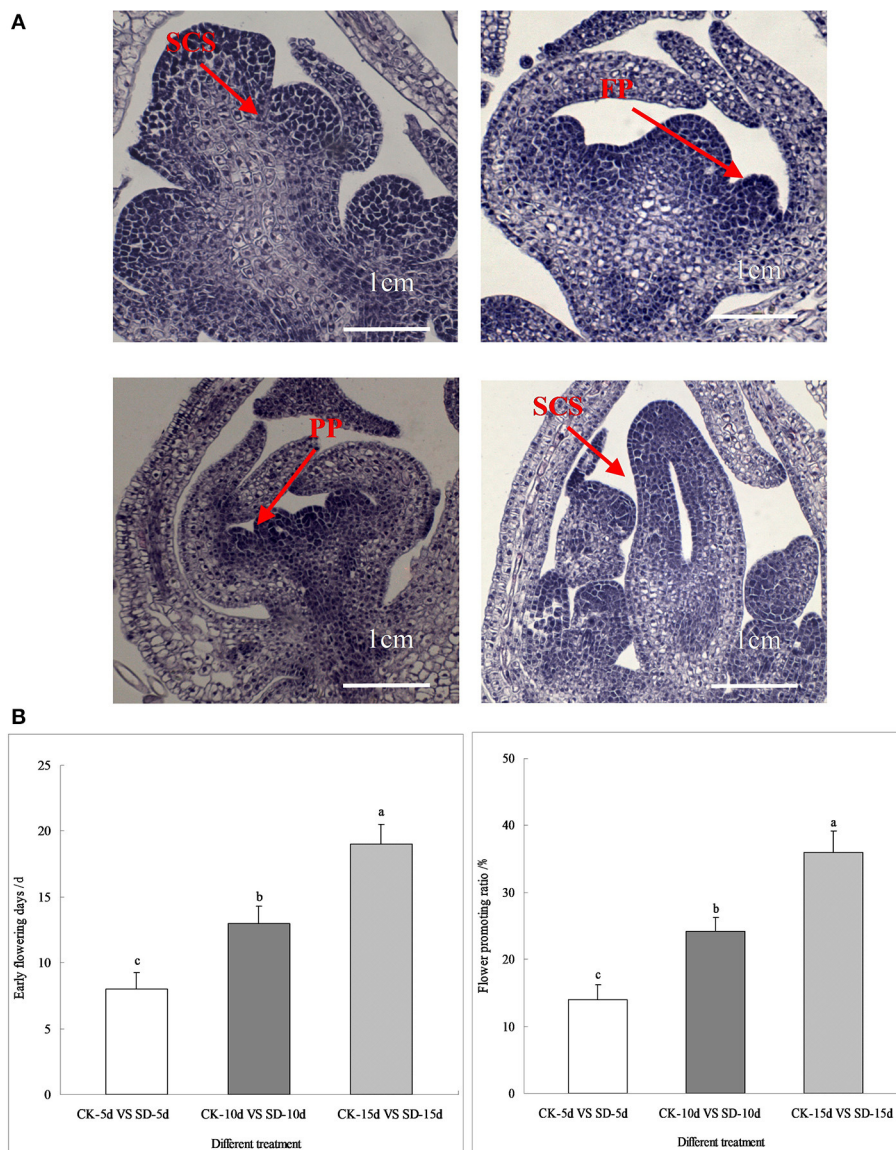 A
SCS
FP
1cm
1cm
PP
SCS
1cm
1cm
B
25
20
15
10
5
0
Early flowering days / d
c
b
a
CK-5d VS SD-5d
CK-10d VS SD-10d
CK-15d VS SD-15d
Different treatment
50
40
30
20
10
0
Flower promoting ratio /%
c
b
a
CK-5d VS SD-5d
CK-10d VS SD-10d
CK-15d VS SD-15d
Different treatment